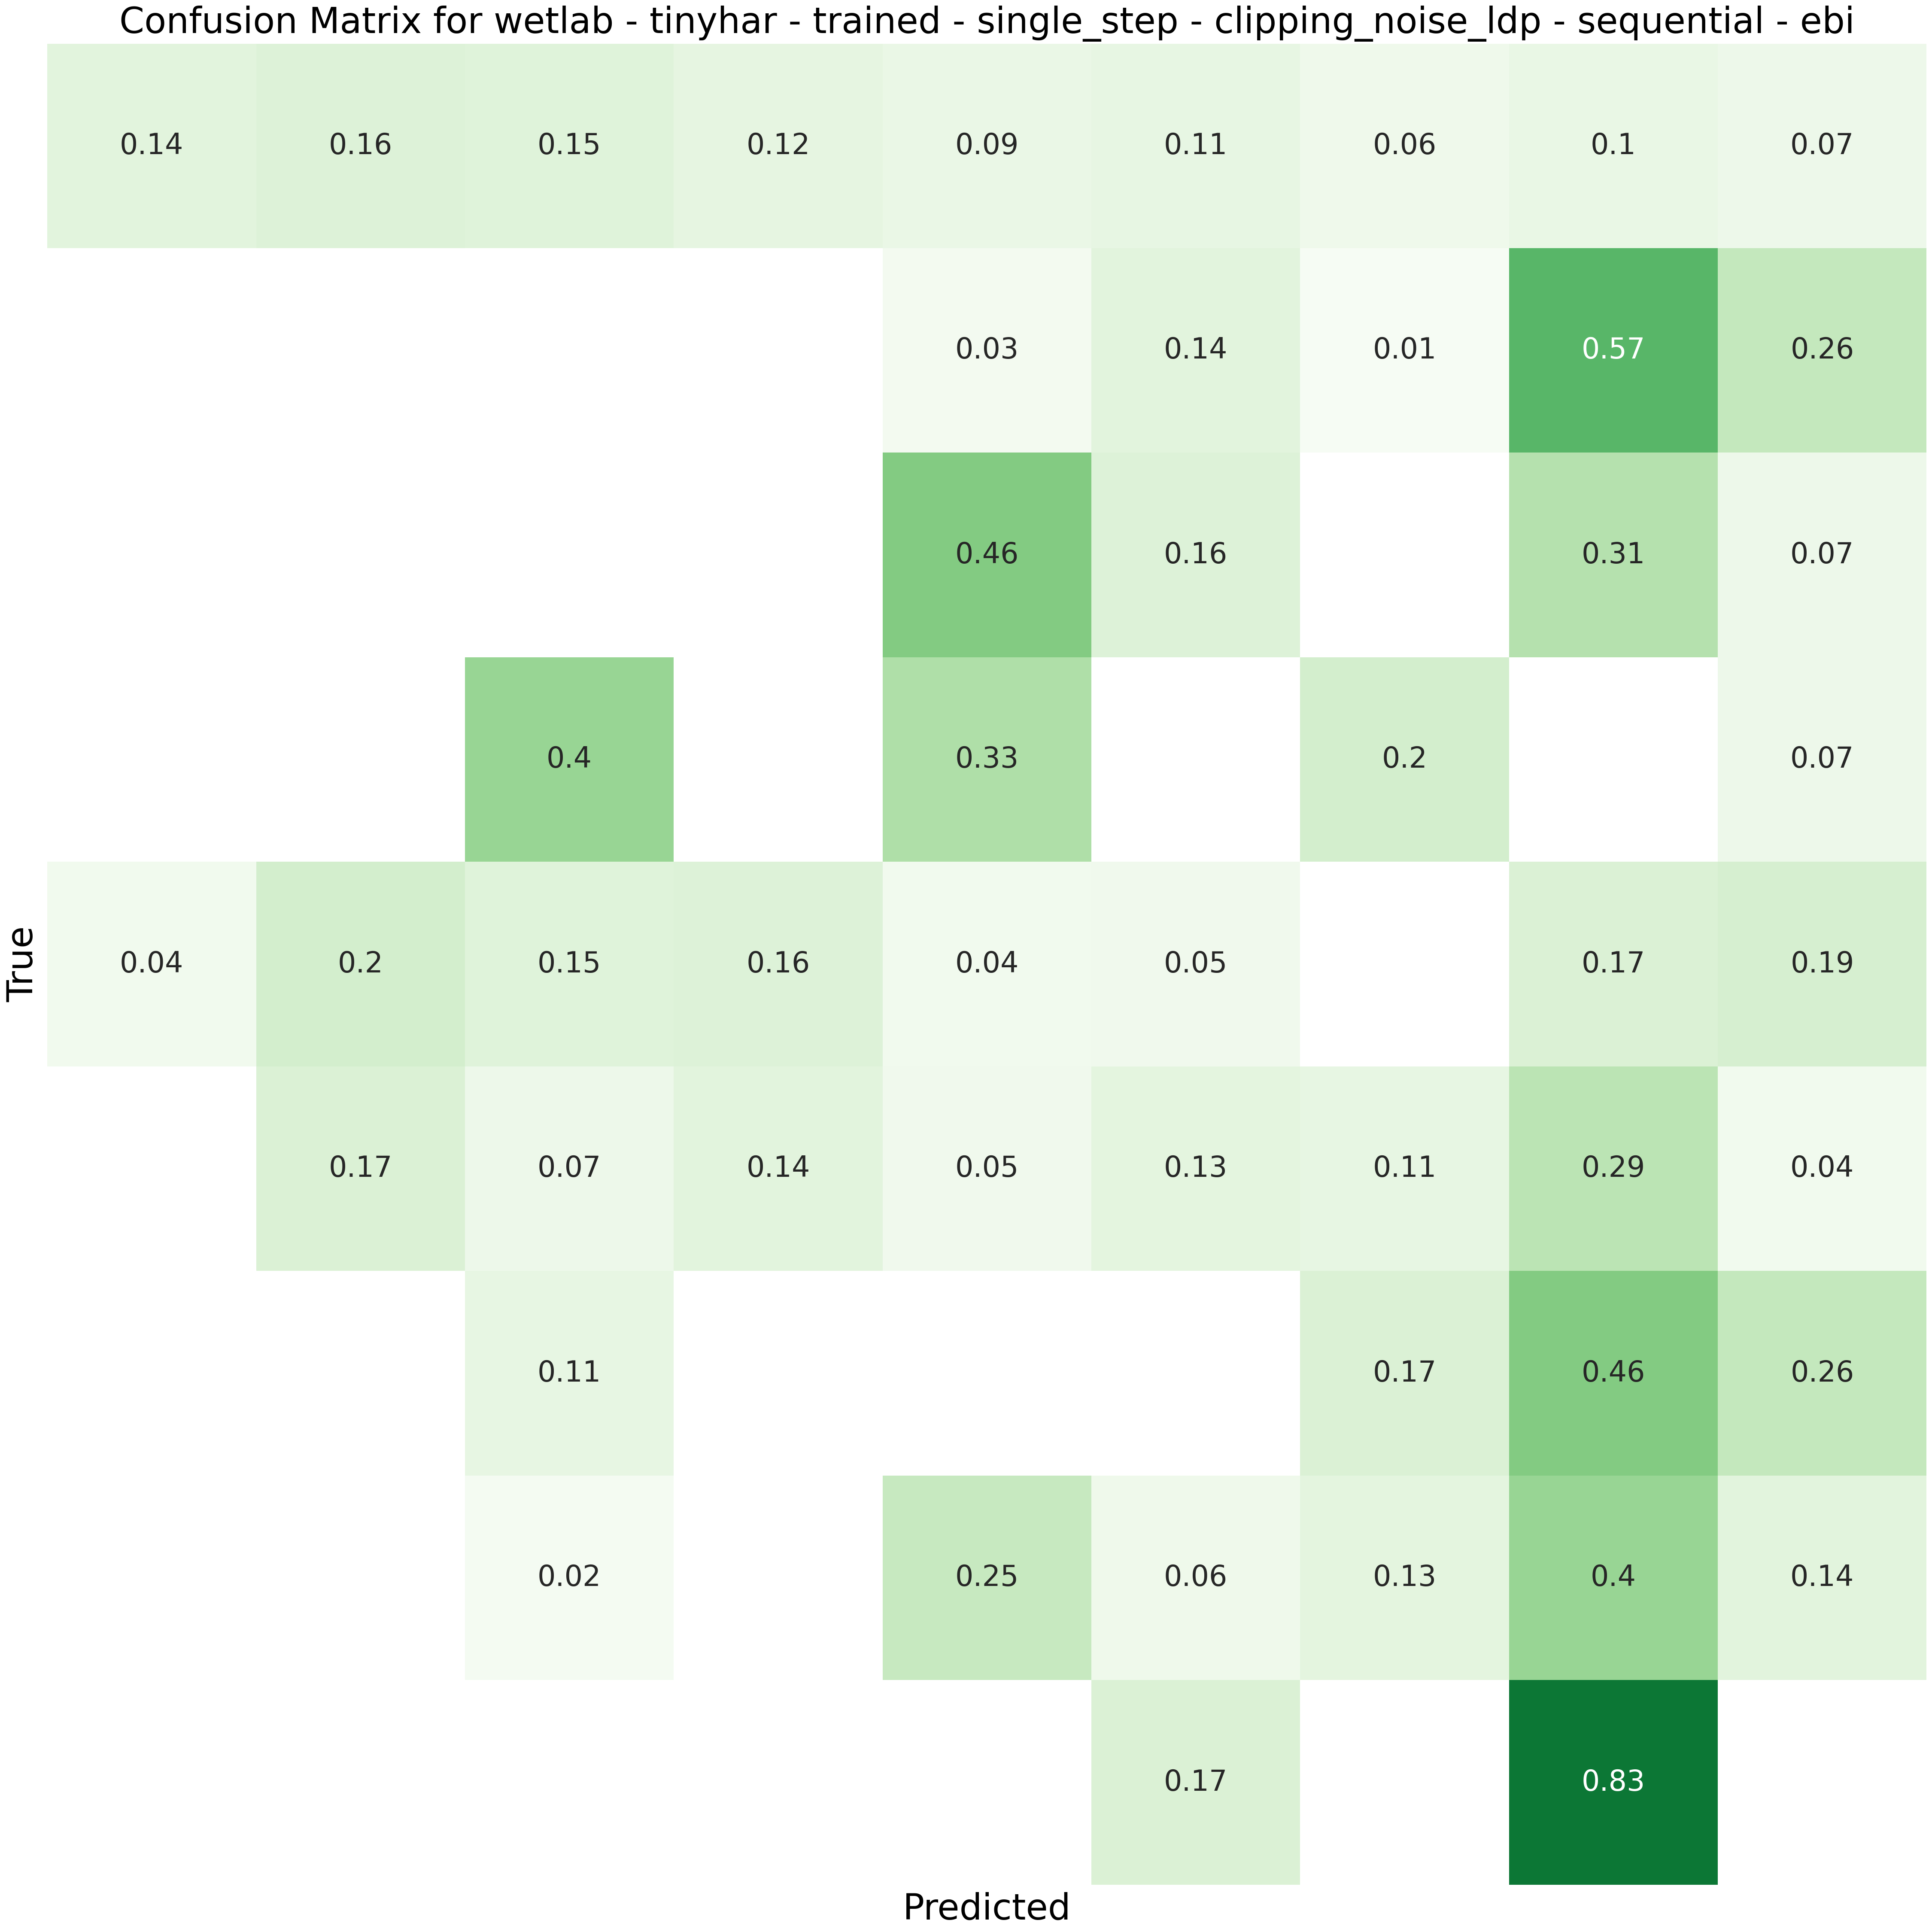 Confusion Matrix for wetlab - tinyhar - trained - single_step - clipping_noise_ldp - sequential - ebi
0.14 0.16 0.15 0.12 0.09 0.11 0.06 0.1 0.07
0.03 0.14 0.01 0.57 0.26
0.46 0.16 0.31 0.07
0.4 0.33 0.2 0.07
True
0.04 0.2 0.15 0.16 0.04 0.05 0.17 0.19
0.17 0.07 0.14 0.05 0.13 0.11 0.29 0.04
0.11 0.17 0.46 0.26
0.02 0.25 0.06 0.13 0.4 0.14
0.17 0.83
Predicted